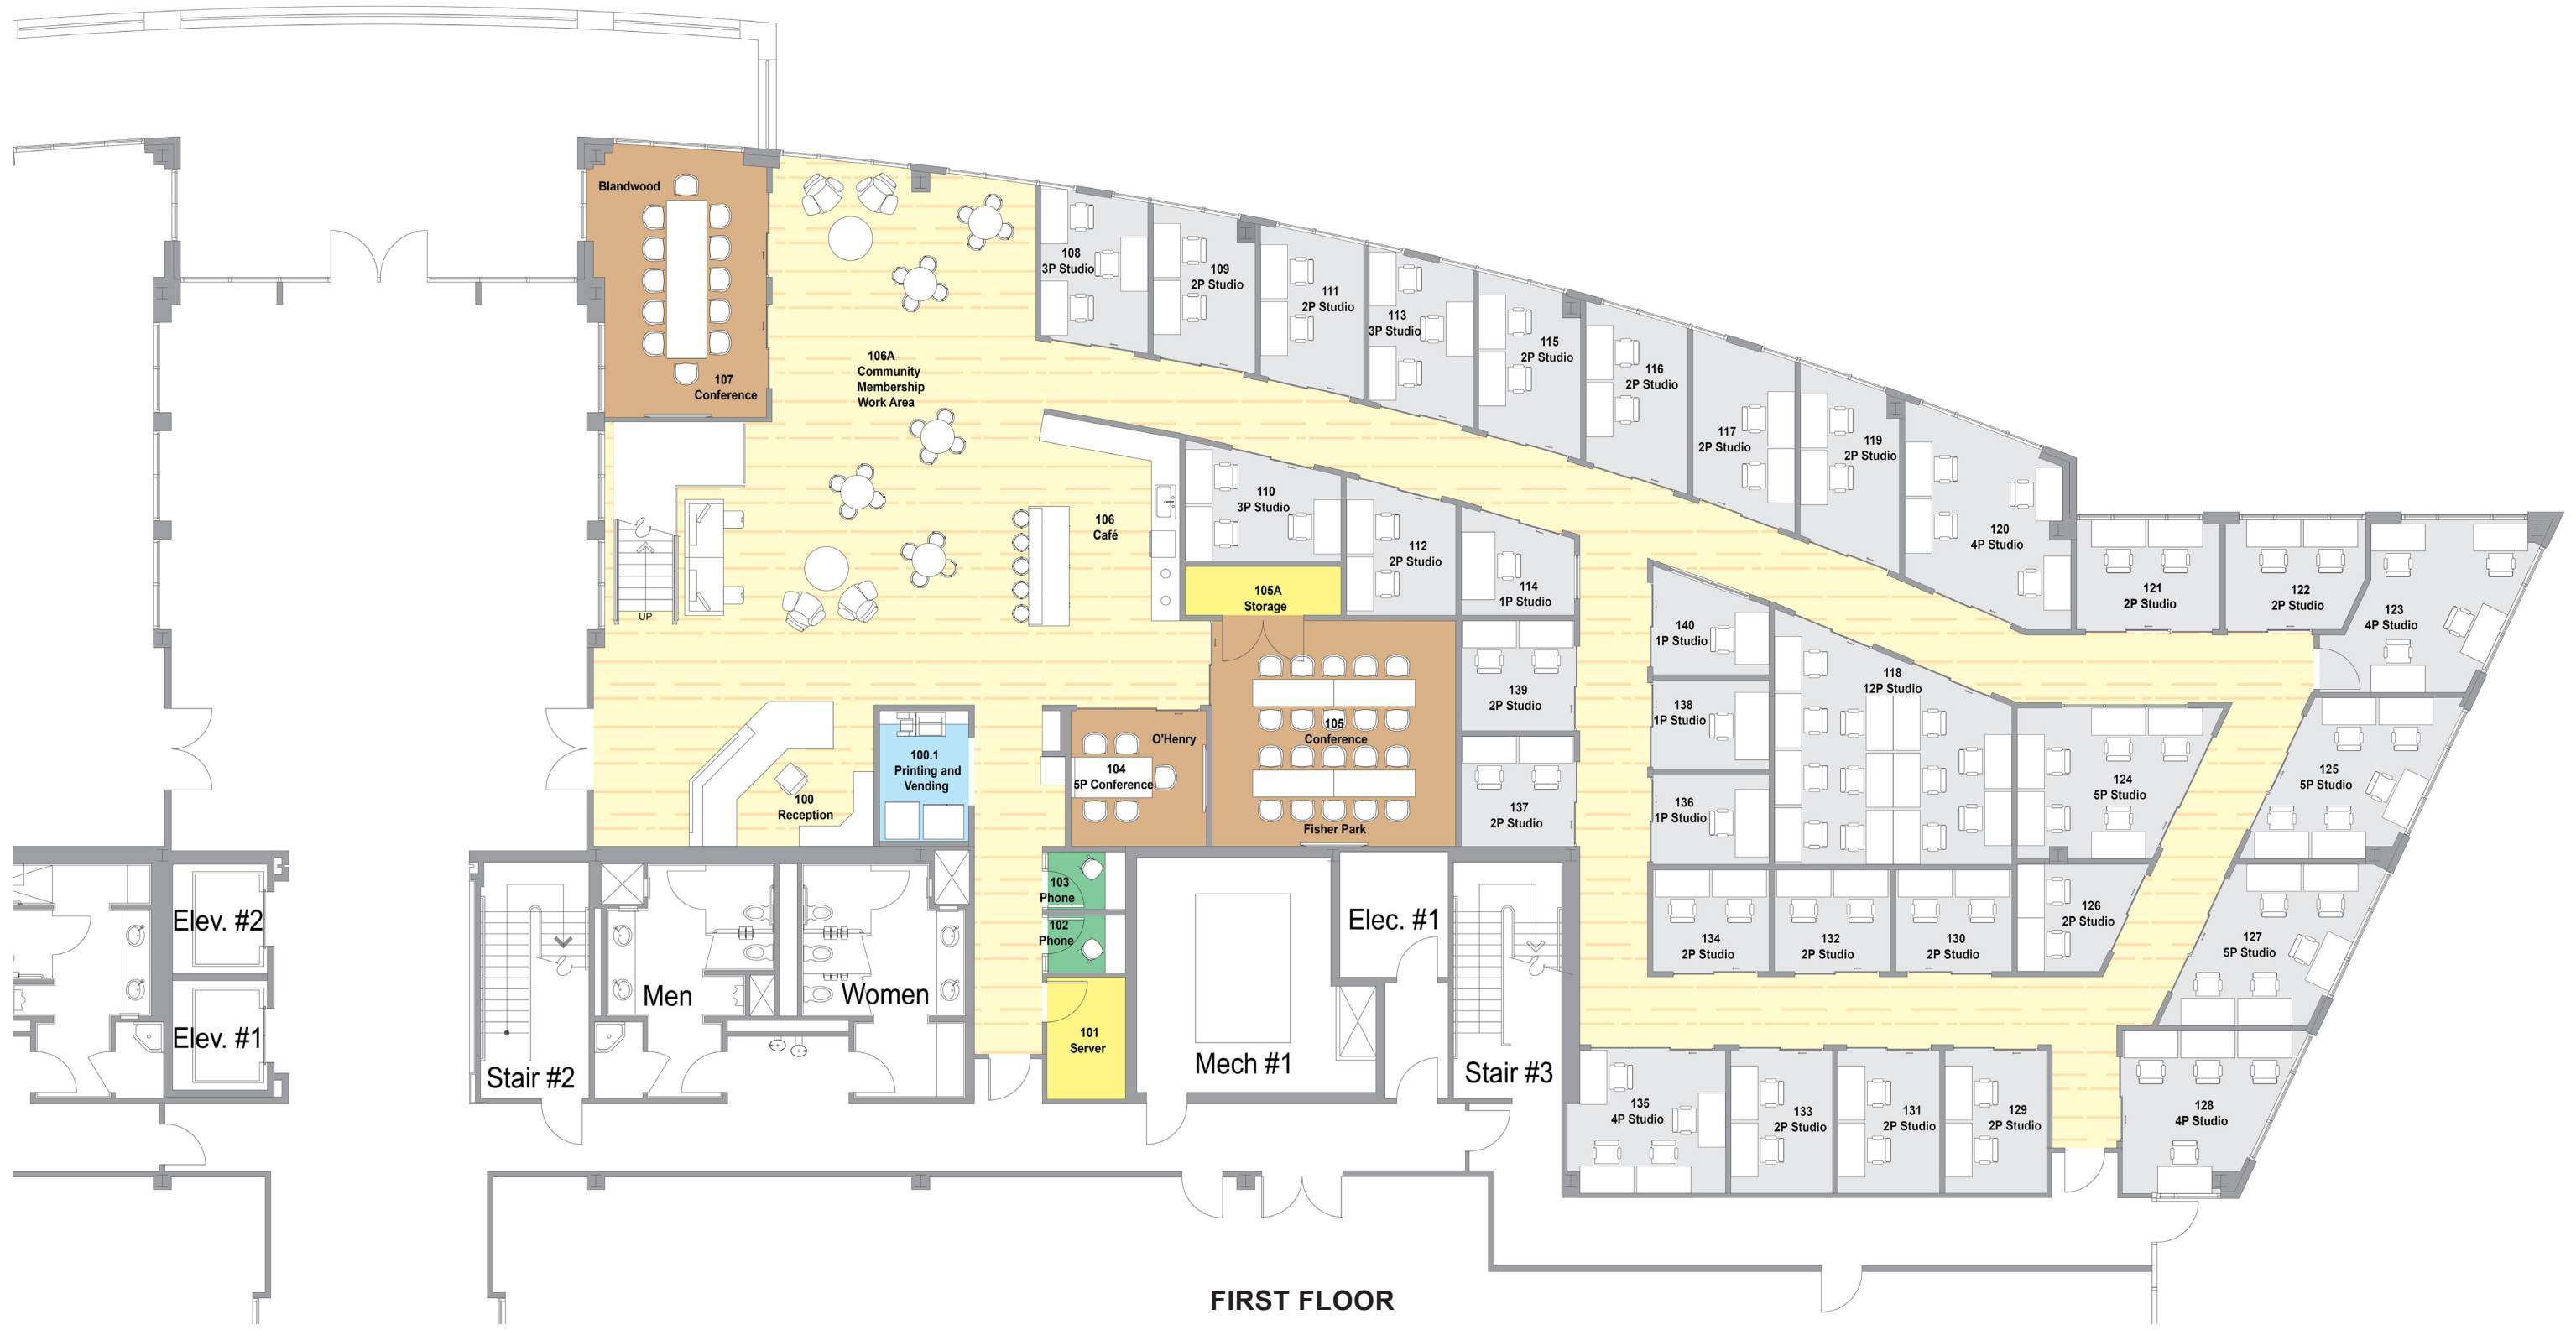 Blandwood
107
Conference
106A
Community
Membership
Work Area
108
3P Studio
109
2P Studio
111
2P Studio
113
3P Studio
115
2P Studio
116
2P Studio
117
2P Studio
119
2P Studio
120
4P Studio
121
2P Studio
122
2P Studio
123
4P Studio
110
3P Studio
112
2P Studio
114
1P Studio
106
Café
105A
Storage
UP
140
1P Studio
118
12P Studio
138
1P Studio
136
1P Studio
139
2P Studio
137
2P Studio
124
5P Studio
125
5P Studio
126
2P Studio
127
5P Studio
134
2P Studio
132
2P Studio
130
2P Studio
O'Henry
104
5P Conference
105
Conference
Fisher Park
100.1
Printing and
Vending
100
Reception
103
Phone
102
Phone
101
Server
Elev. #2
Elev. #1
Stair #2
Men
Women
Mech #1
Elec. #1
Stair #3
135
4P Studio
133
2P Studio
131
2P Studio
129
2P Studio
128
4P Studio
FIRST FLOOR